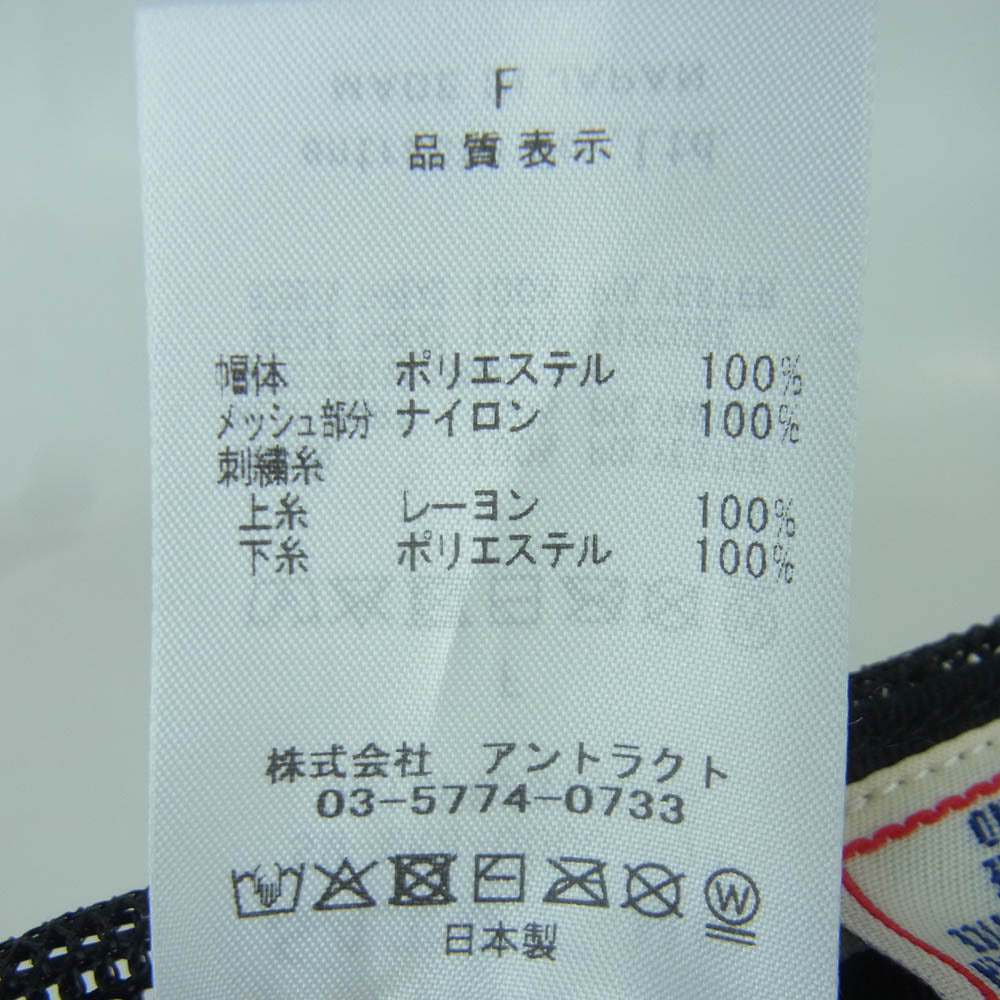 F
品質表示
帽体 ポリエステル 100%
メッシュ部分 ナイロン 100%
刺繍糸
上糸 レーヨン 100%
下糸 ポリエステル 100%
株式会社 アントラクト
03-5774-0733
W
日本製